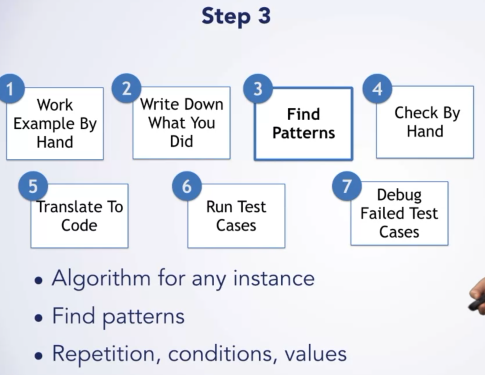 Step 3
1
Work
Example By
Hand
2
Write Down
What You
Did
3
Find
Patterns
4
Check By
Hand
5
Translate To
Code
6
Run Test
Cases
7
Debug
Failed Test
Cases
• Algorithm for any instance
• Find patterns
• Repetition, conditions, values